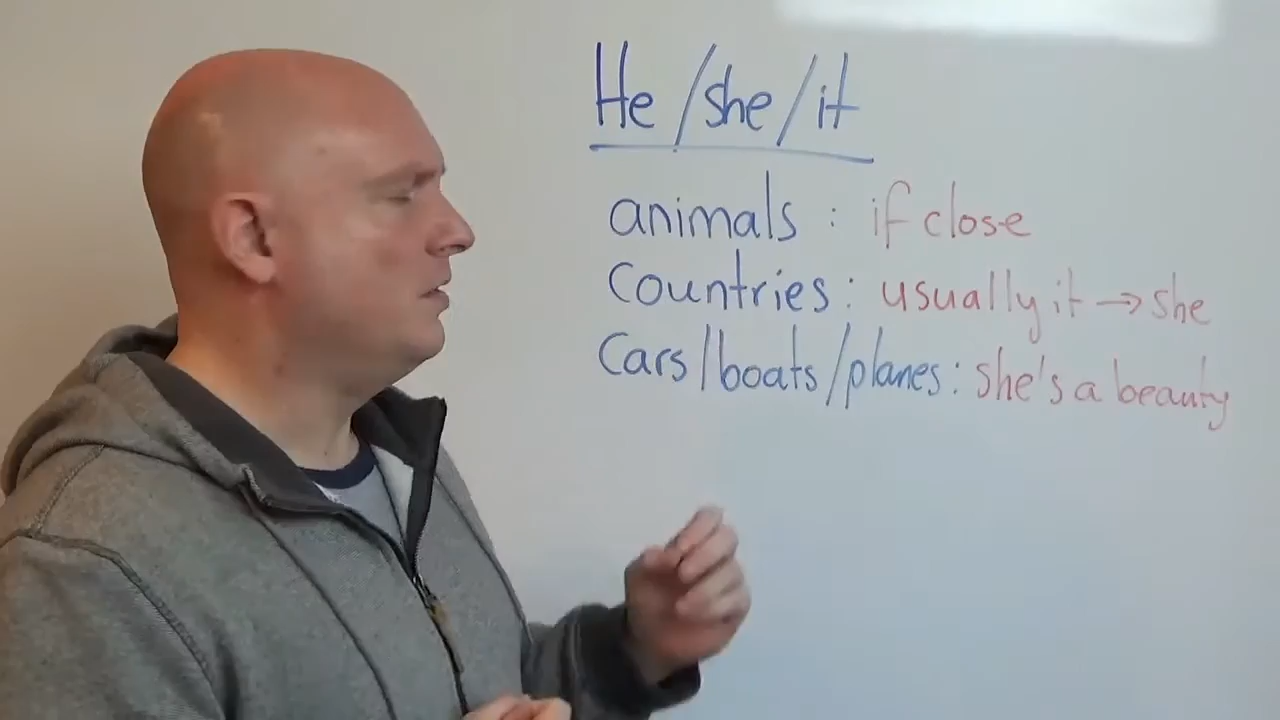 He/she/it
animals : if close
Countries : usually it → she
Cars/boats/planes : she's a beauty